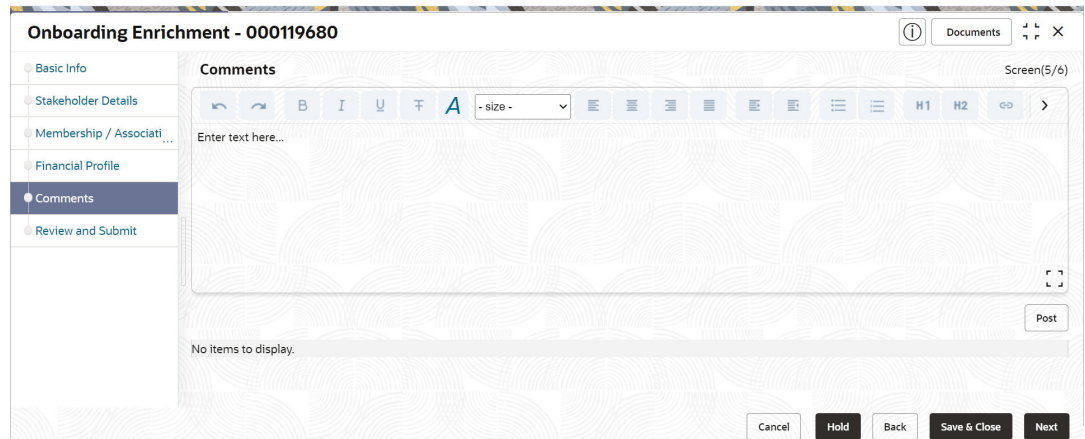 Onboarding Enrichment - 000119680
Documents
Basic Info
Stakeholder Details
Membership / Associati...
Financial Profile
Comments
Review and Submit
Comments
Screen(5/6)
B I U T A - size - H1 H2
Enter text here...
Post
No items to display.
Cancel Hold Back Save & Close Next